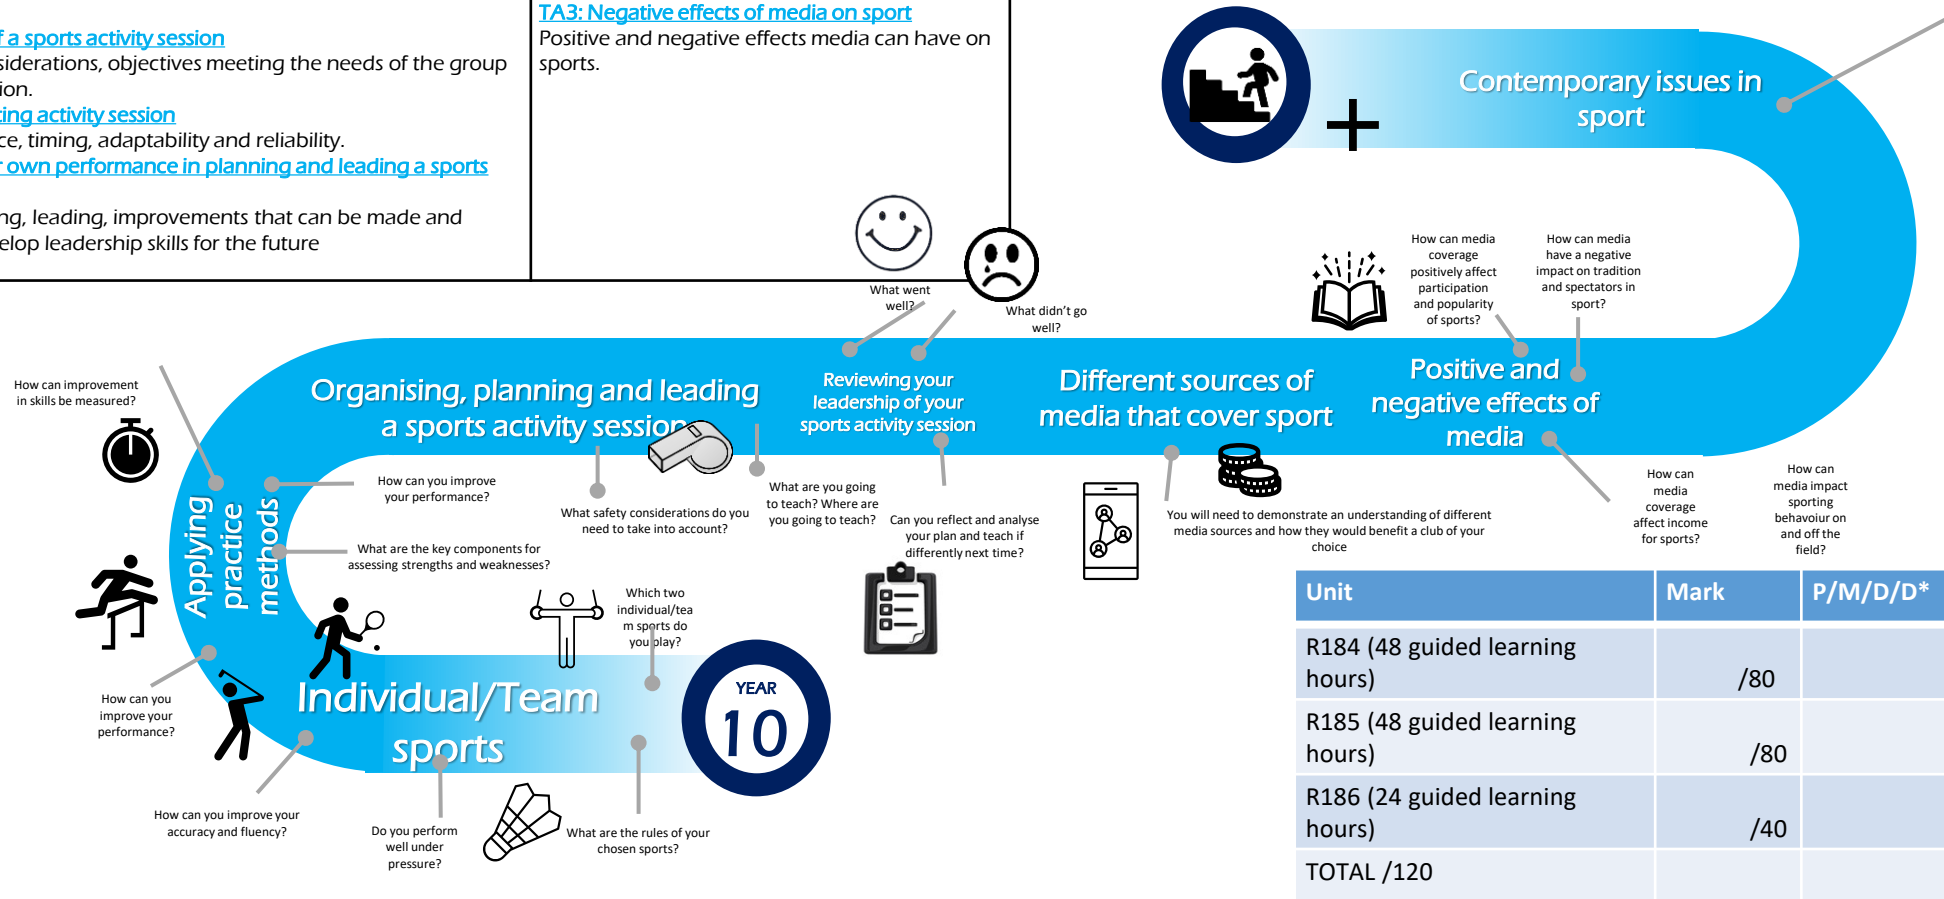 f a sports activity session
siderations, objectives meeting the needs of the group
ion.
ting activity session
ce, timing, adaptability and reliability.
r own performance in planning and leading a sports
ng, leading, improvements that can be made and
elop leadership skills for the future
TA3: Negative effects of media on sport
Positive and negative effects media can have on
sports.
Contemporary issues in
sport
How can media
coverage
positively affect
participation
and popularity
of sports?
How can media
have a negative
impact on tradition
and spectators in
sport?
What went
well?
What didn't go
well?
How can improvement
in skills be measured?
Organising, planning and leading
a sports activity session
Reviewing your
leadership of your
sports activity session
Different sources of
media that cover sport
Positive and
negative effects of
media
How can you improve
your performance?
What safety considerations do you
need to take into account?
What are you going
to teach? Where are
you going to teach?
Can you reflect and analyse
your plan and teach if
differently next time?
You will need to demonstrate an understanding of different
media sources and how they would benefit a club of your
choice
How can
media
coverage
affect income
for sports?
How can
media impact
sporting
behavoiur on
and off the
field?
Applying
practice
methods
What are the key components for
assessing strengths and weaknesses?
Which two
individual/tea
m sports do
you play?
How can you
improve your
performance?
Individual/Team
sports
YEAR
10
How can you improve your
accuracy and fluency?
Do you perform
well under
pressure?
What are the rules of your
chosen sports?
Unit Mark P/M/D/D*
R184 (48 guided learning
hours) /80
R185 (48 guided learning
hours) /80
R186 (24 guided learning
hours) /40
TOTAL /120